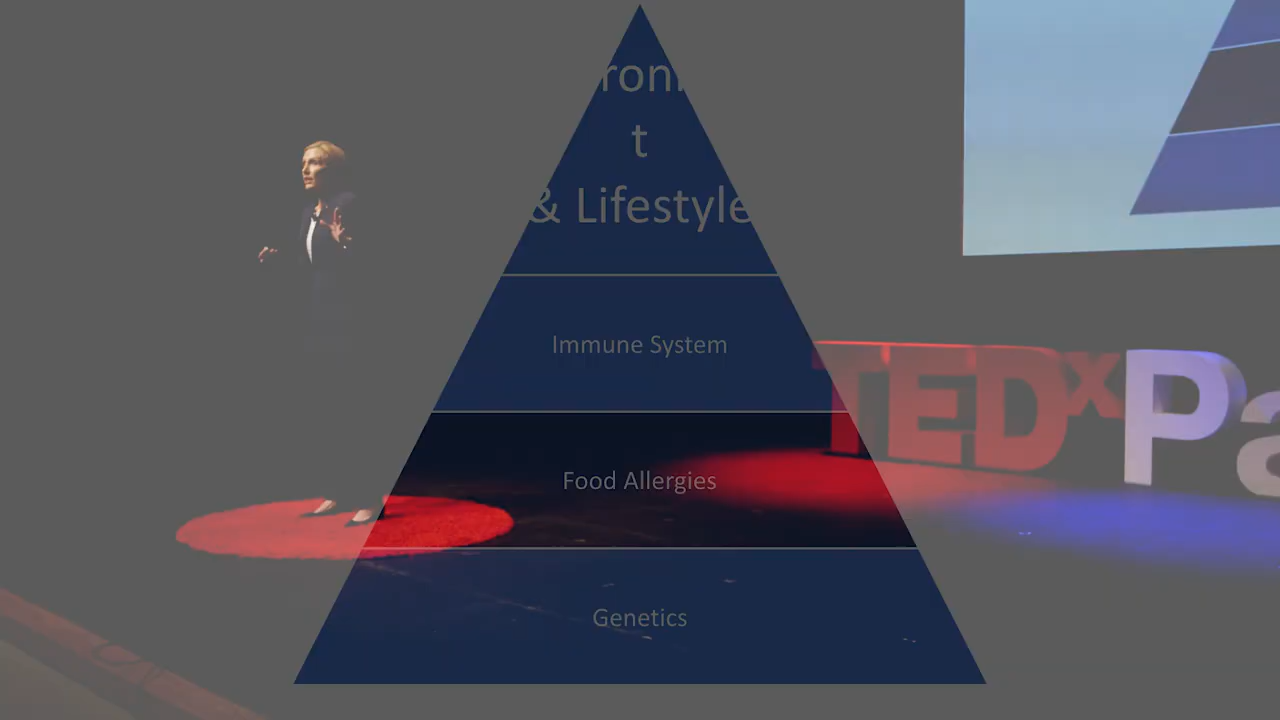 ronm
t
& Lifestyle
Immune System
Food Allergies
Genetics
TEDxPa